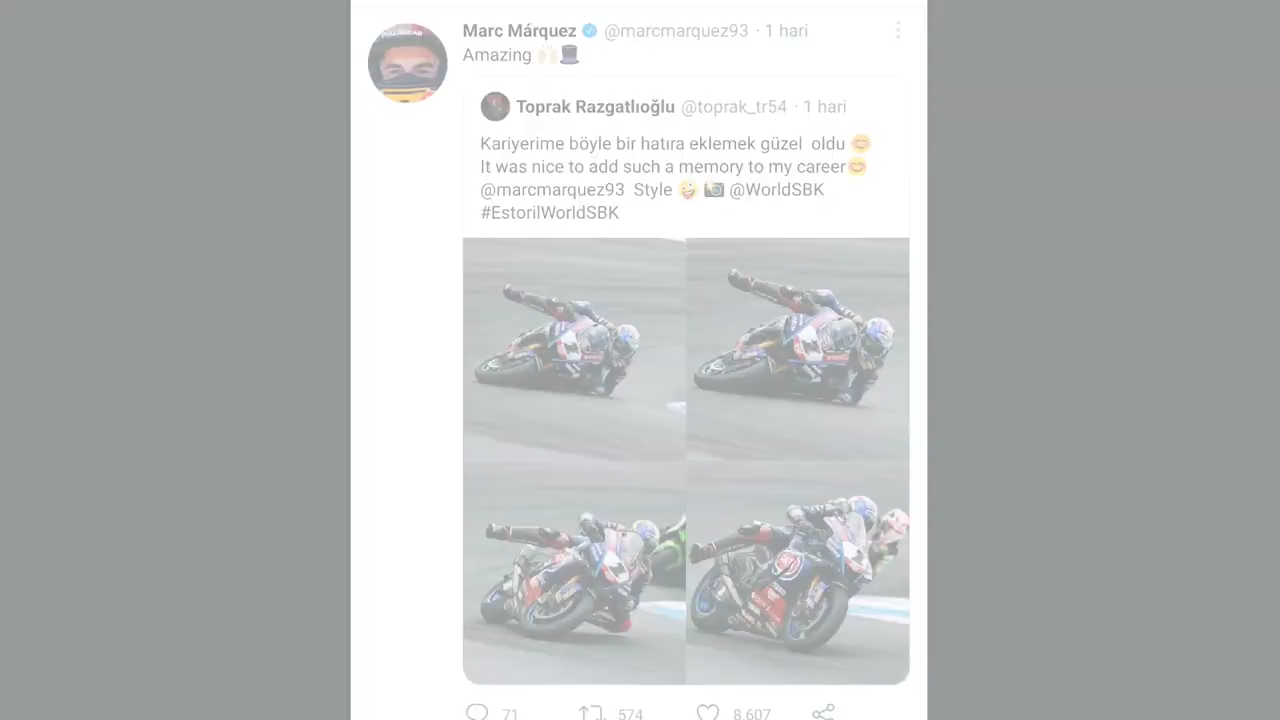 Marc Márquez @marcmarquez93 · 1 hari
Amazing 🙌🎩
Toprak Razgatlıoğlu @toprak_tr54 · 1 hari
Kariyerime böyle bir hatıra eklemek güzel oldu 😊
It was nice to add such a memory to my career😊
@marcmarquez93 Style 🤪 📸 @WorldSBK
#EstorilWorldSBK
71 574 8.607